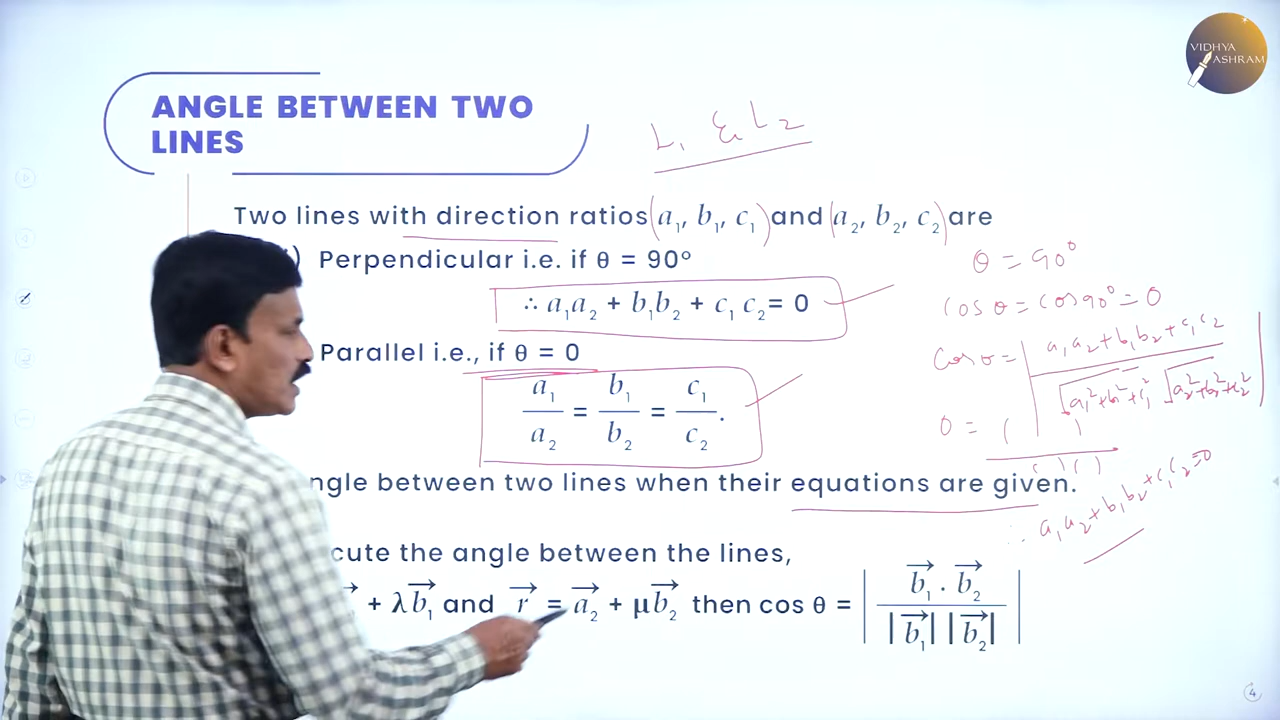 VIDHYA
ASHRAM
ANGLE BETWEEN TWO
LINES
L₁ & L₂
Two lines with direction ratios (a₁, b₁, c₁) and (a₂, b₂, c₂) are
) Perpendicular i.e. if θ = 90°
∴ a₁a₂ + b₁b₂ + c₁ c₂ = 0
Parallel i.e., if θ = 0
a₁/a₂ = b₁/b₂ = c₁/c₂.
θ = 90°
cos θ = cos 90° = 0
cos θ = | a₁a₂ + b₁b₂ + c₁c₂ / √a₁² + b₁² + c₁² √a₂² + b₂² + c₂² |
0 = ( ) / ( ) ( )
∴ a₁a₂ + b₁b₂ + c₁c₂ = 0
ngle between two lines when their equations are given.
cute the angle between the lines,
+ λb₁⃗ and r⃗ = a₂⃗ + μb₂⃗ then cos θ = | b₁⃗ . b₂⃗ / |b₁⃗| |b₂⃗| |
4